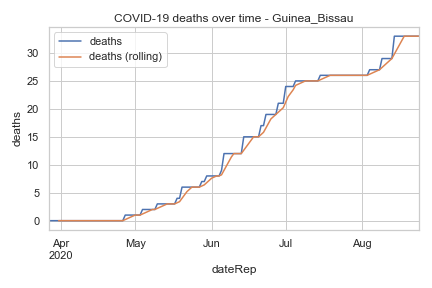 COVID-19 deaths over time - Guinea_Bissau
deaths
deaths (rolling)
30
25
20
15
10
5
0
deaths
Apr
2020
May
Jun
Jul
Aug
dateRep